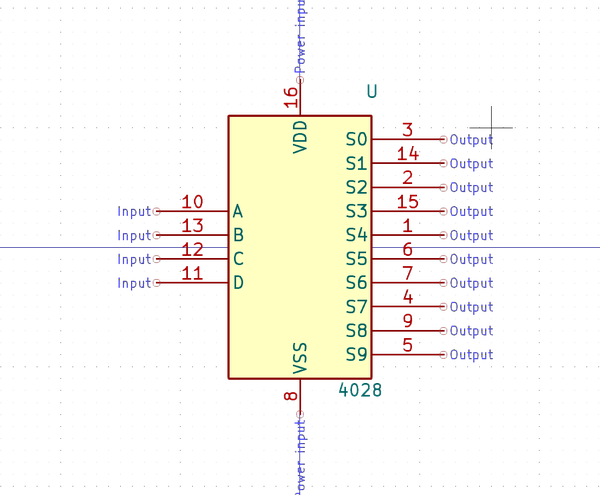 Power input
16
U
VDD
S0 3 Output
S1 14 Output
S2 2 Output
Input 10 A S3 15 Output
Input 13 B S4 1 Output
Input 12 C S5 6 Output
Input 11 D S6 7 Output
S7 4 Output
S8 9 Output
S9 5 Output
VSS
8
4028
Power input